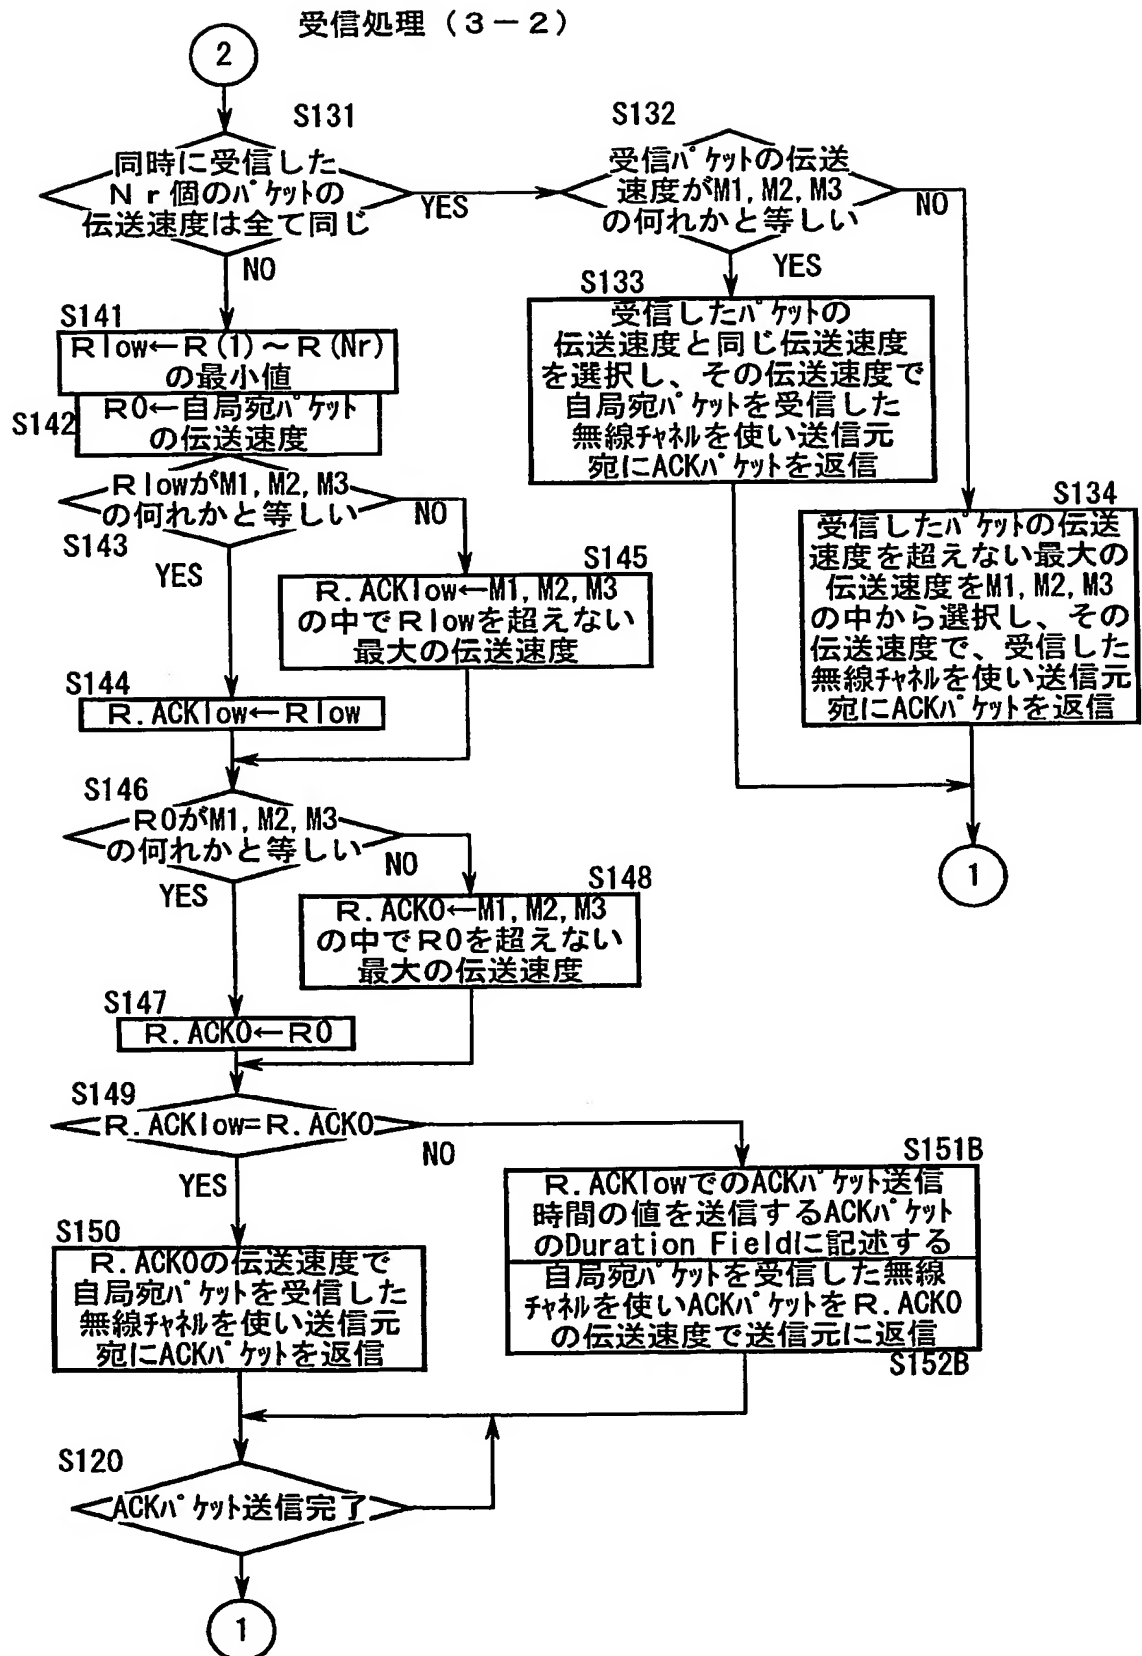 受信処理（３－２）
2
S131
同時に受信した
Ｎｒ個のﾊﾟｹｯﾄの
伝送速度は全て同じ
YES
NO
S132
受信ﾊﾟｹｯﾄの伝送
速度がM1, M2, M3
の何れかと等しい
NO
YES
S133
受信したﾊﾟｹｯﾄの
伝送速度と同じ伝送速度
を選択し、その伝送速度で
自局宛ﾊﾟｹｯﾄを受信した
無線ﾁｬﾈﾙを使い送信元
宛にACKﾊﾟｹｯﾄを返信
S134
受信したﾊﾟｹｯﾄの伝送
速度を超えない最大の
伝送速度をM1, M2, M3
の中から選択し、その
伝送速度で、受信した
無線ﾁｬﾈﾙを使い送信元
宛にACKﾊﾟｹｯﾄを返信
1
S141
Rlow←R(1)～R(Nr)
の最小値
S142
R0←自局宛ﾊﾟｹｯﾄ
の伝送速度
RlowがM1, M2, M3
の何れかと等しい
S143
NO
YES
S145
R.ACKlow←M1, M2, M3
の中でRlowを超えない
最大の伝送速度
S144
R.ACKlow←Rlow
S146
R0がM1, M2, M3
の何れかと等しい
NO
YES
S148
R.ACK0←M1, M2, M3
の中でR0を超えない
最大の伝送速度
S147
R.ACK0←R0
S149
R.ACKlow=R.ACK0
NO
YES
S150
R.ACK0の伝送速度で
自局宛ﾊﾟｹｯﾄを受信した
無線ﾁｬﾈﾙを使い送信元
宛にACKﾊﾟｹｯﾄを返信
S151B
R.ACKlowでのACKﾊﾟｹｯﾄ送信
時間の値を送信するACKﾊﾟｹｯﾄ
のDuration Fieldに記述する
自局宛ﾊﾟｹｯﾄを受信した無線
ﾁｬﾈﾙを使いACKﾊﾟｹｯﾄをR.ACK0
の伝送速度で送信元に返信
S152B
S120
ACKﾊﾟｹｯﾄ送信完了
1